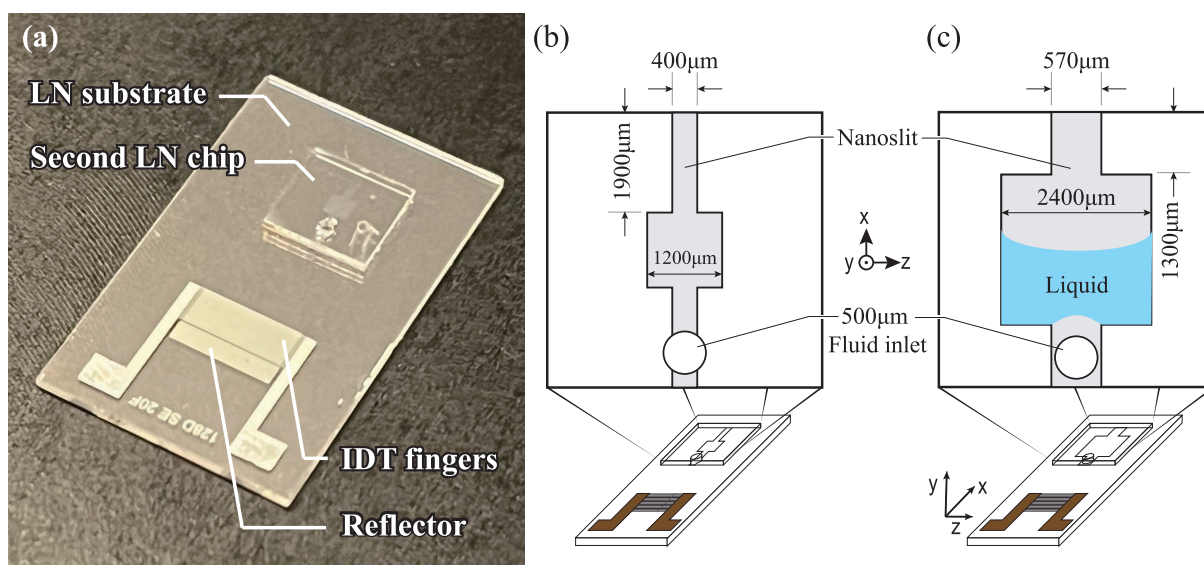 (a)
LN substrate
Second LN chip
128D SE 20F
IDT fingers
Reflector
(b)
400μm
1900μm
1200μm
Nanoslit
x
y
z
500μm
Fluid inlet
(c)
570μm
2400μm
1300μm
Liquid
y
x
z